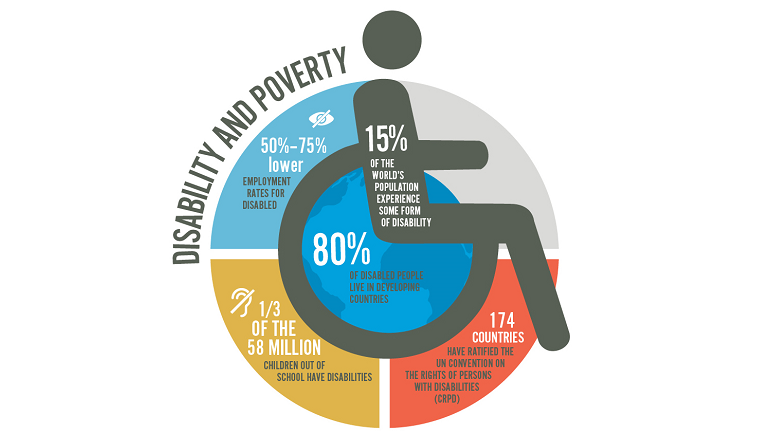 DISABILITY AND POVERTY
15%
OF THE
WORLD'S
POPULATION
EXPERIENCE
SOME FORM
OF DISABILITY
50%–75%
lower
EMPLOYMENT
RATES FOR
DISABLED
80%
OF DISABLED PEOPLE
LIVE IN DEVELOPING
COUNTRIES
1/3
OF THE
58 MILLION
CHILDREN OUT OF
SCHOOL HAVE DISABILITIES
174
COUNTRIES
HAVE RATIFIED THE
UN CONVENTION ON
THE RIGHTS OF PERSONS
WITH DISABILITIES
(CRPD)